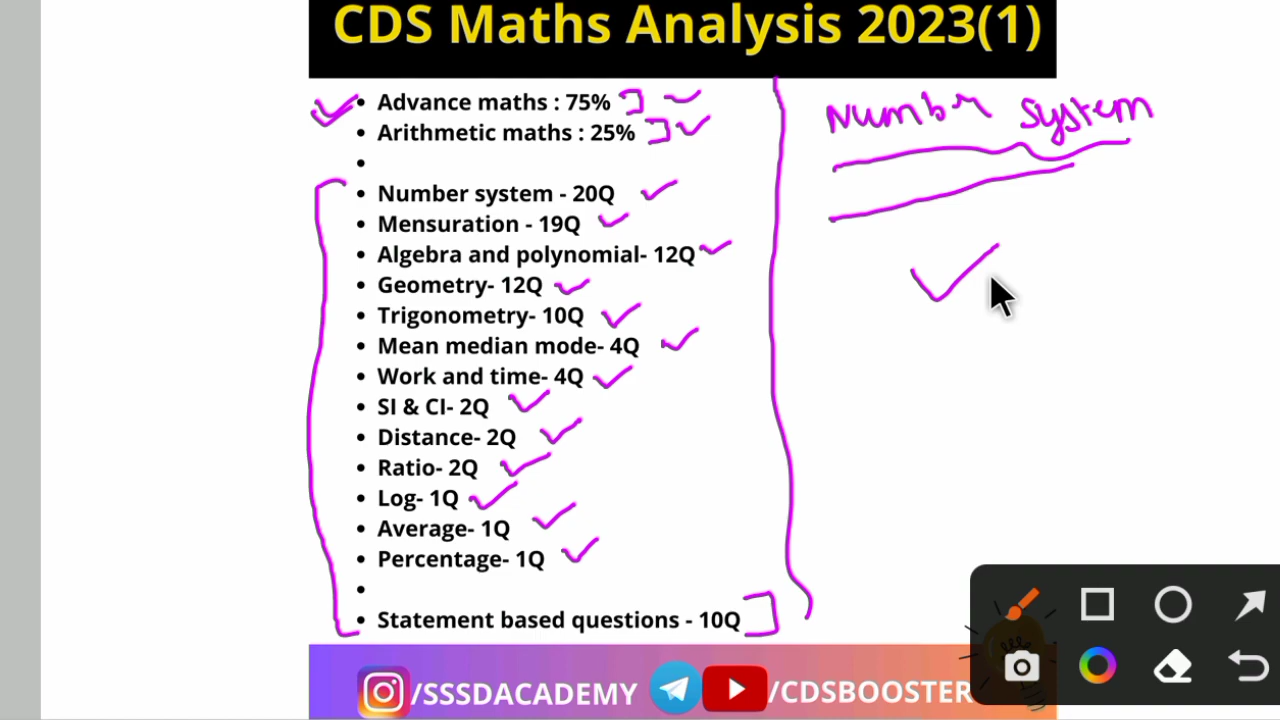 CDS Maths Analysis 2023(1)
• Advance maths : 75%
• Arithmetic maths : 25%
•
• Number system - 20Q
• Mensuration - 19Q
• Algebra and polynomial- 12Q
• Geometry- 12Q
• Trigonometry- 10Q
• Mean median mode- 4Q
• Work and time- 4Q
• SI & CI- 2Q
• Distance- 2Q
• Ratio- 2Q
• Log- 1Q
• Average- 1Q
• Percentage- 1Q
•
• Statement based questions - 10Q
Number system
/SSSDACADEMY /CDSBOOSTER